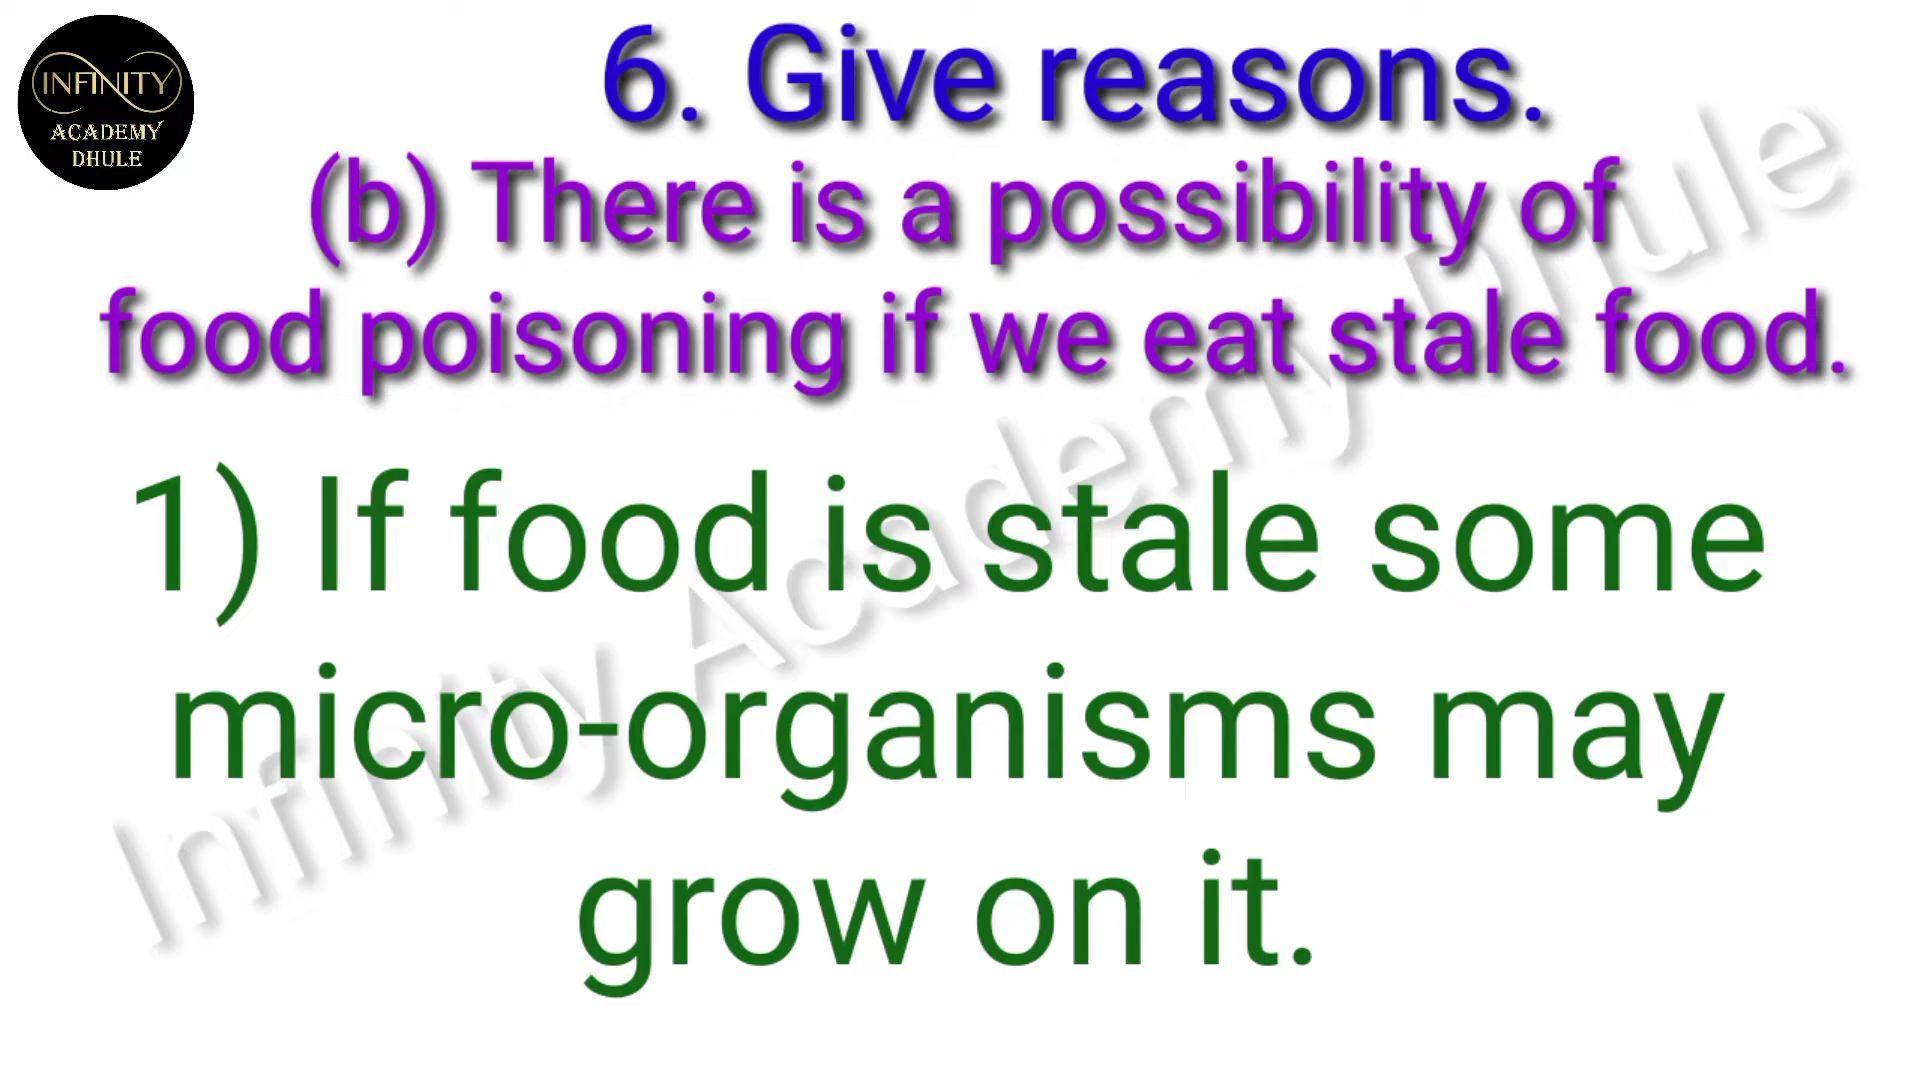 INFINITY
ACADEMY
DHULE
6. Give reasons.
(b) There is a possibility of
food poisoning if we eat stale food.
1) If food is stale some
micro-organisms may
grow on it.
Infinity Academy Dhule